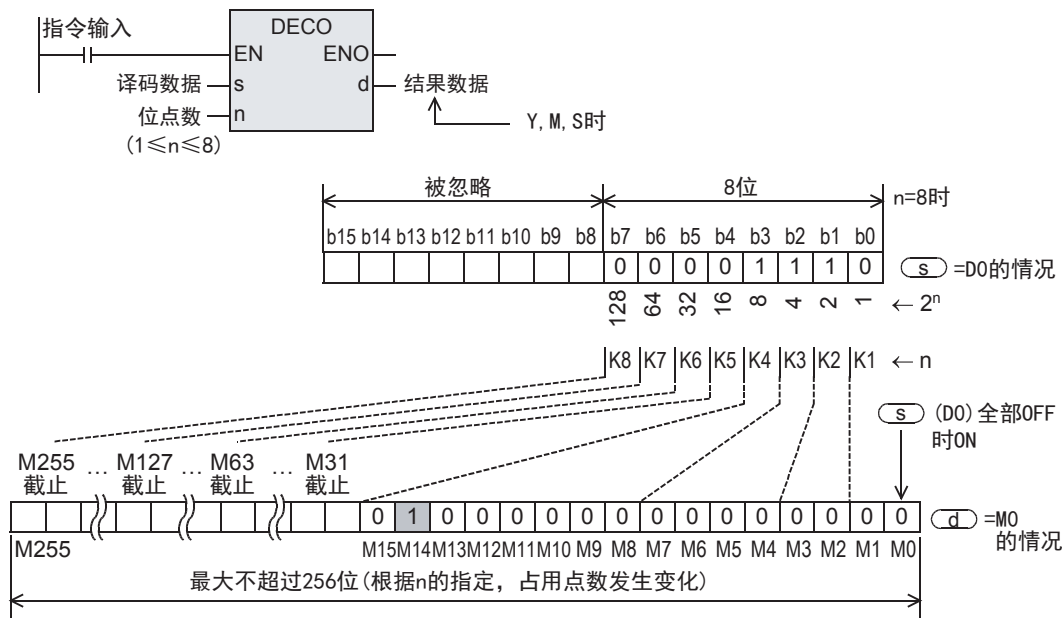 指令输入
DECO
EN ENO
译码数据 s d 结果数据
位点数 n
(1≤n≤8)
Y, M, S时
被忽略 8位 n=8时
b15 b14 b13 b12 b11 b10 b9 b8 b7 b6 b5 b4 b3 b2 b1 b0
0 0 0 0 1 1 1 0 s =D0的情况
128 64 32 16 8 4 2 1 ←2ⁿ
K8 K7 K6 K5 K4 K3 K2 K1 ←n
s (D0)全部OFF
时ON
M255 … M127 … M63 … M31
截止 截止 截止 截止
0 1 0 0 0 0 0 0 0 0 0 0 0 0 0 0 d =M0
的情况
M255 M15 M14 M13 M12 M11 M10 M9 M8 M7 M6 M5 M4 M3 M2 M1 M0
最大不超过256位(根据n的指定，占用点数发生变化)